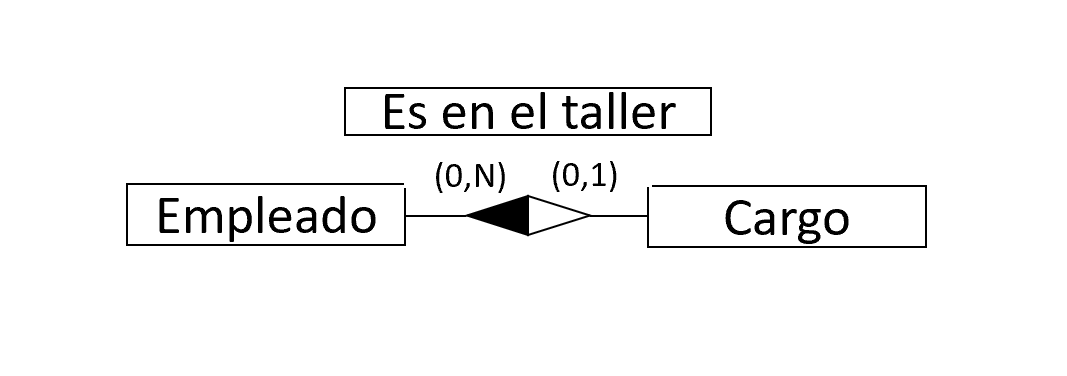 Es en el taller
(0,N) (0,1)
Empleado Cargo